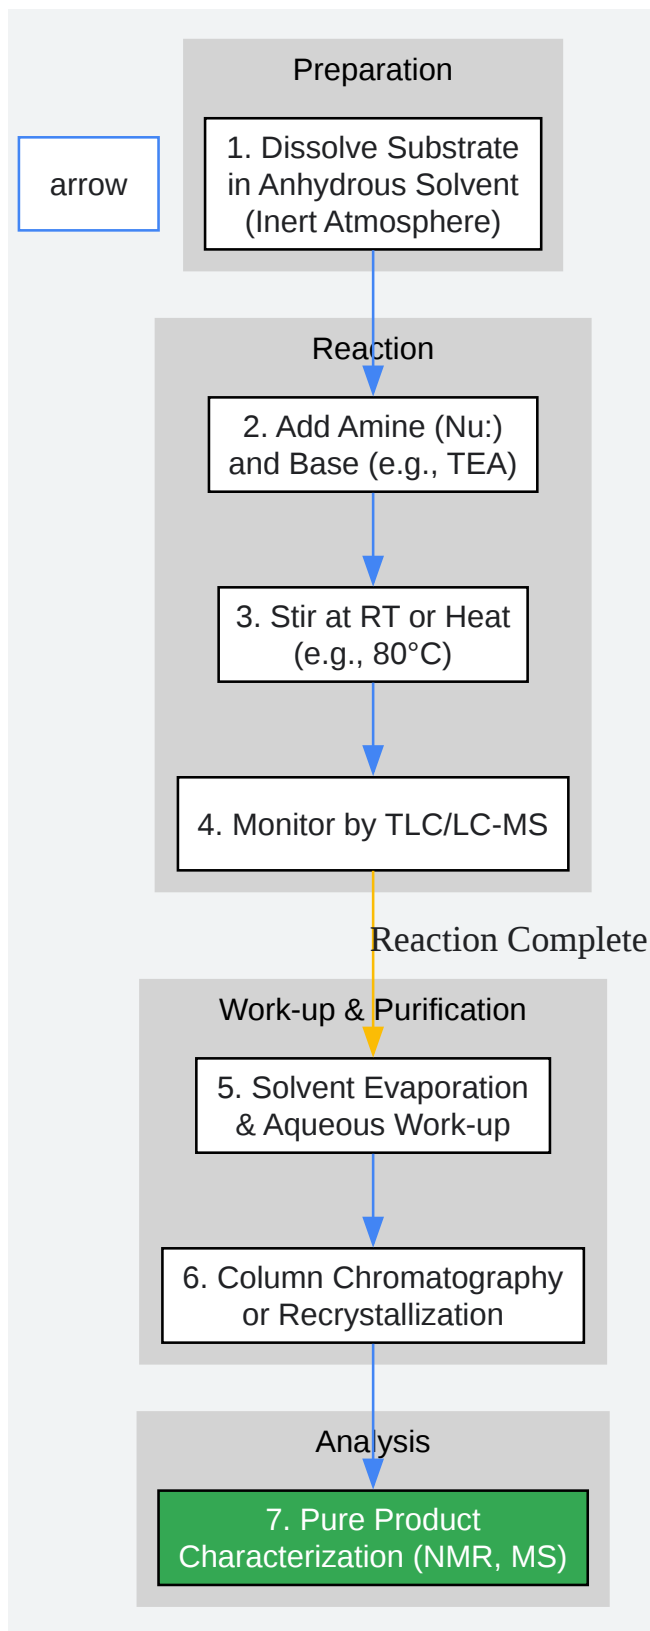 Preparation
arrow
1. Dissolve Substrate
in Anhydrous Solvent
(Inert Atmosphere)
Reaction
2. Add Amine (Nu:)
and Base (e.g., TEA)
3. Stir at RT or Heat
(e.g., 80°C)
4. Monitor by TLC/LC-MS
Reaction Complete
Work-up & Purification
5. Solvent Evaporation
& Aqueous Work-up
6. Column Chromatography
or Recrystallization
Analysis
7. Pure Product
Characterization (NMR, MS)